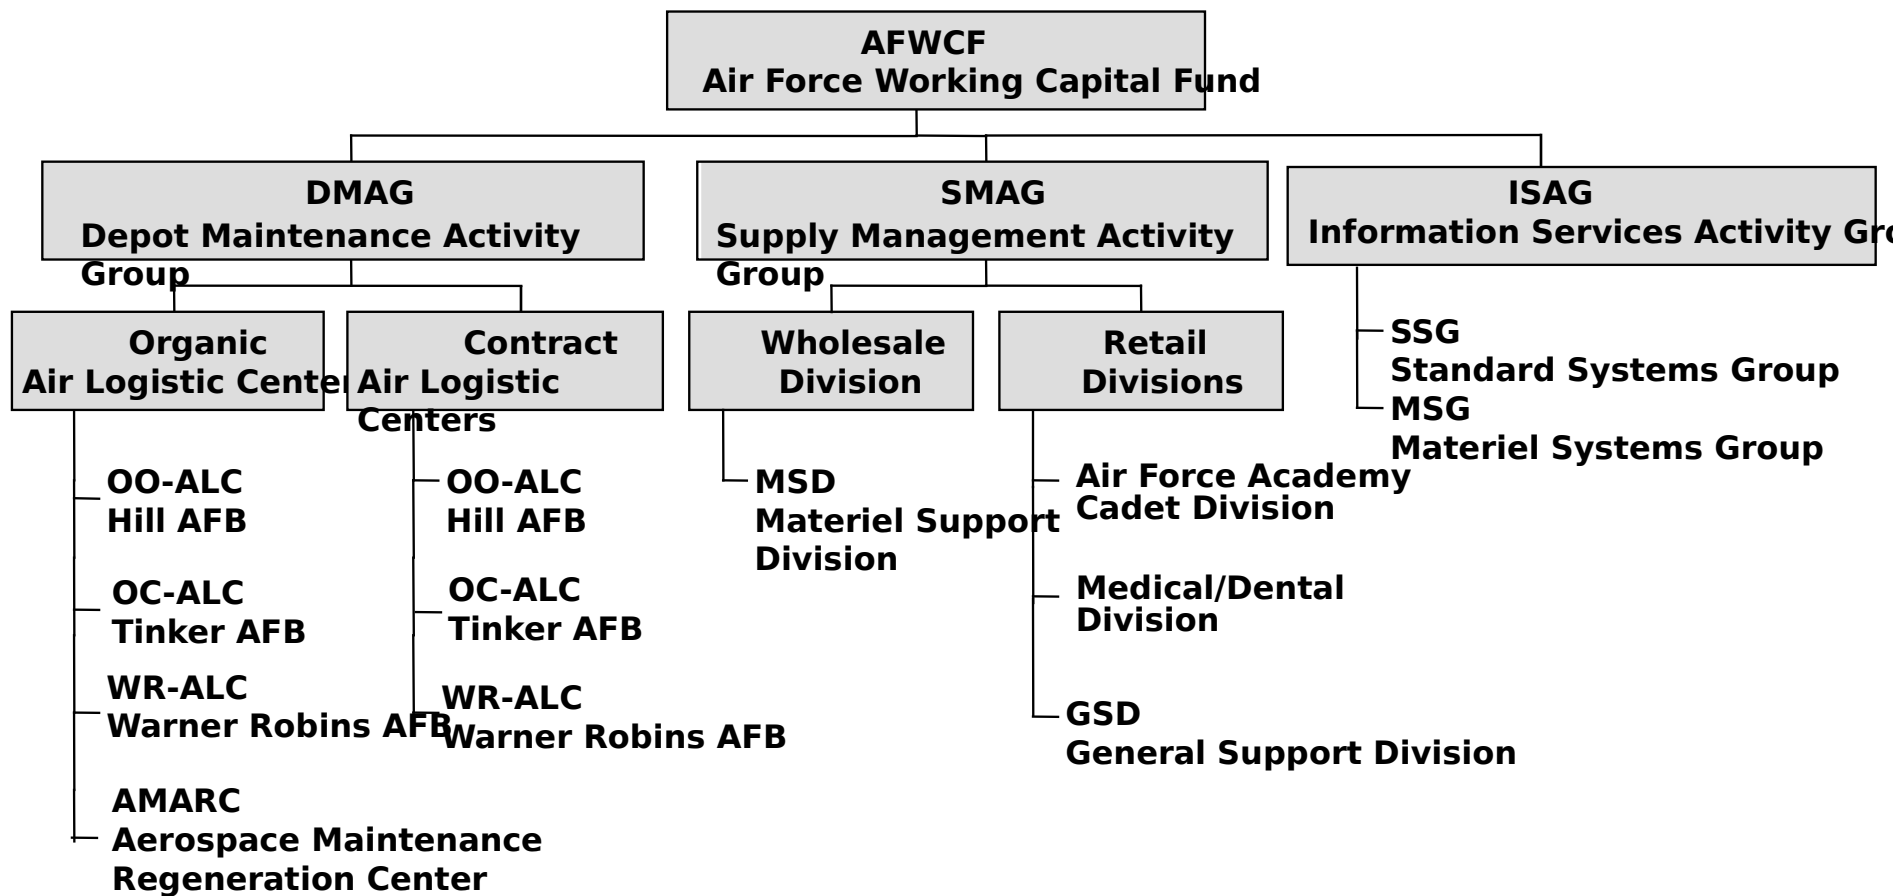 AFWCF
Air Force Working Capital Fund
DMAG
Depot Maintenance Activity
Group
SMAG
Supply Management Activity
Group
ISAG
Information Services Activity Gro
Organic
Air Logistic Center
Contract
Air Logistic
Centers
Wholesale
Division
Retail
Divisions
SSG
Standard Systems Group
MSG
Materiel Systems Group
OO-ALC
Hill AFB
OC-ALC
Tinker AFB
WR-ALC
Warner Robins AFB
AMARC
Aerospace Maintenance
Regeneration Center
OO-ALC
Hill AFB
OC-ALC
Tinker AFB
WR-ALC
Warner Robins AFB
MSD
Materiel Support
Division
Air Force Academy
Cadet Division
Medical/Dental
Division
GSD
General Support Division